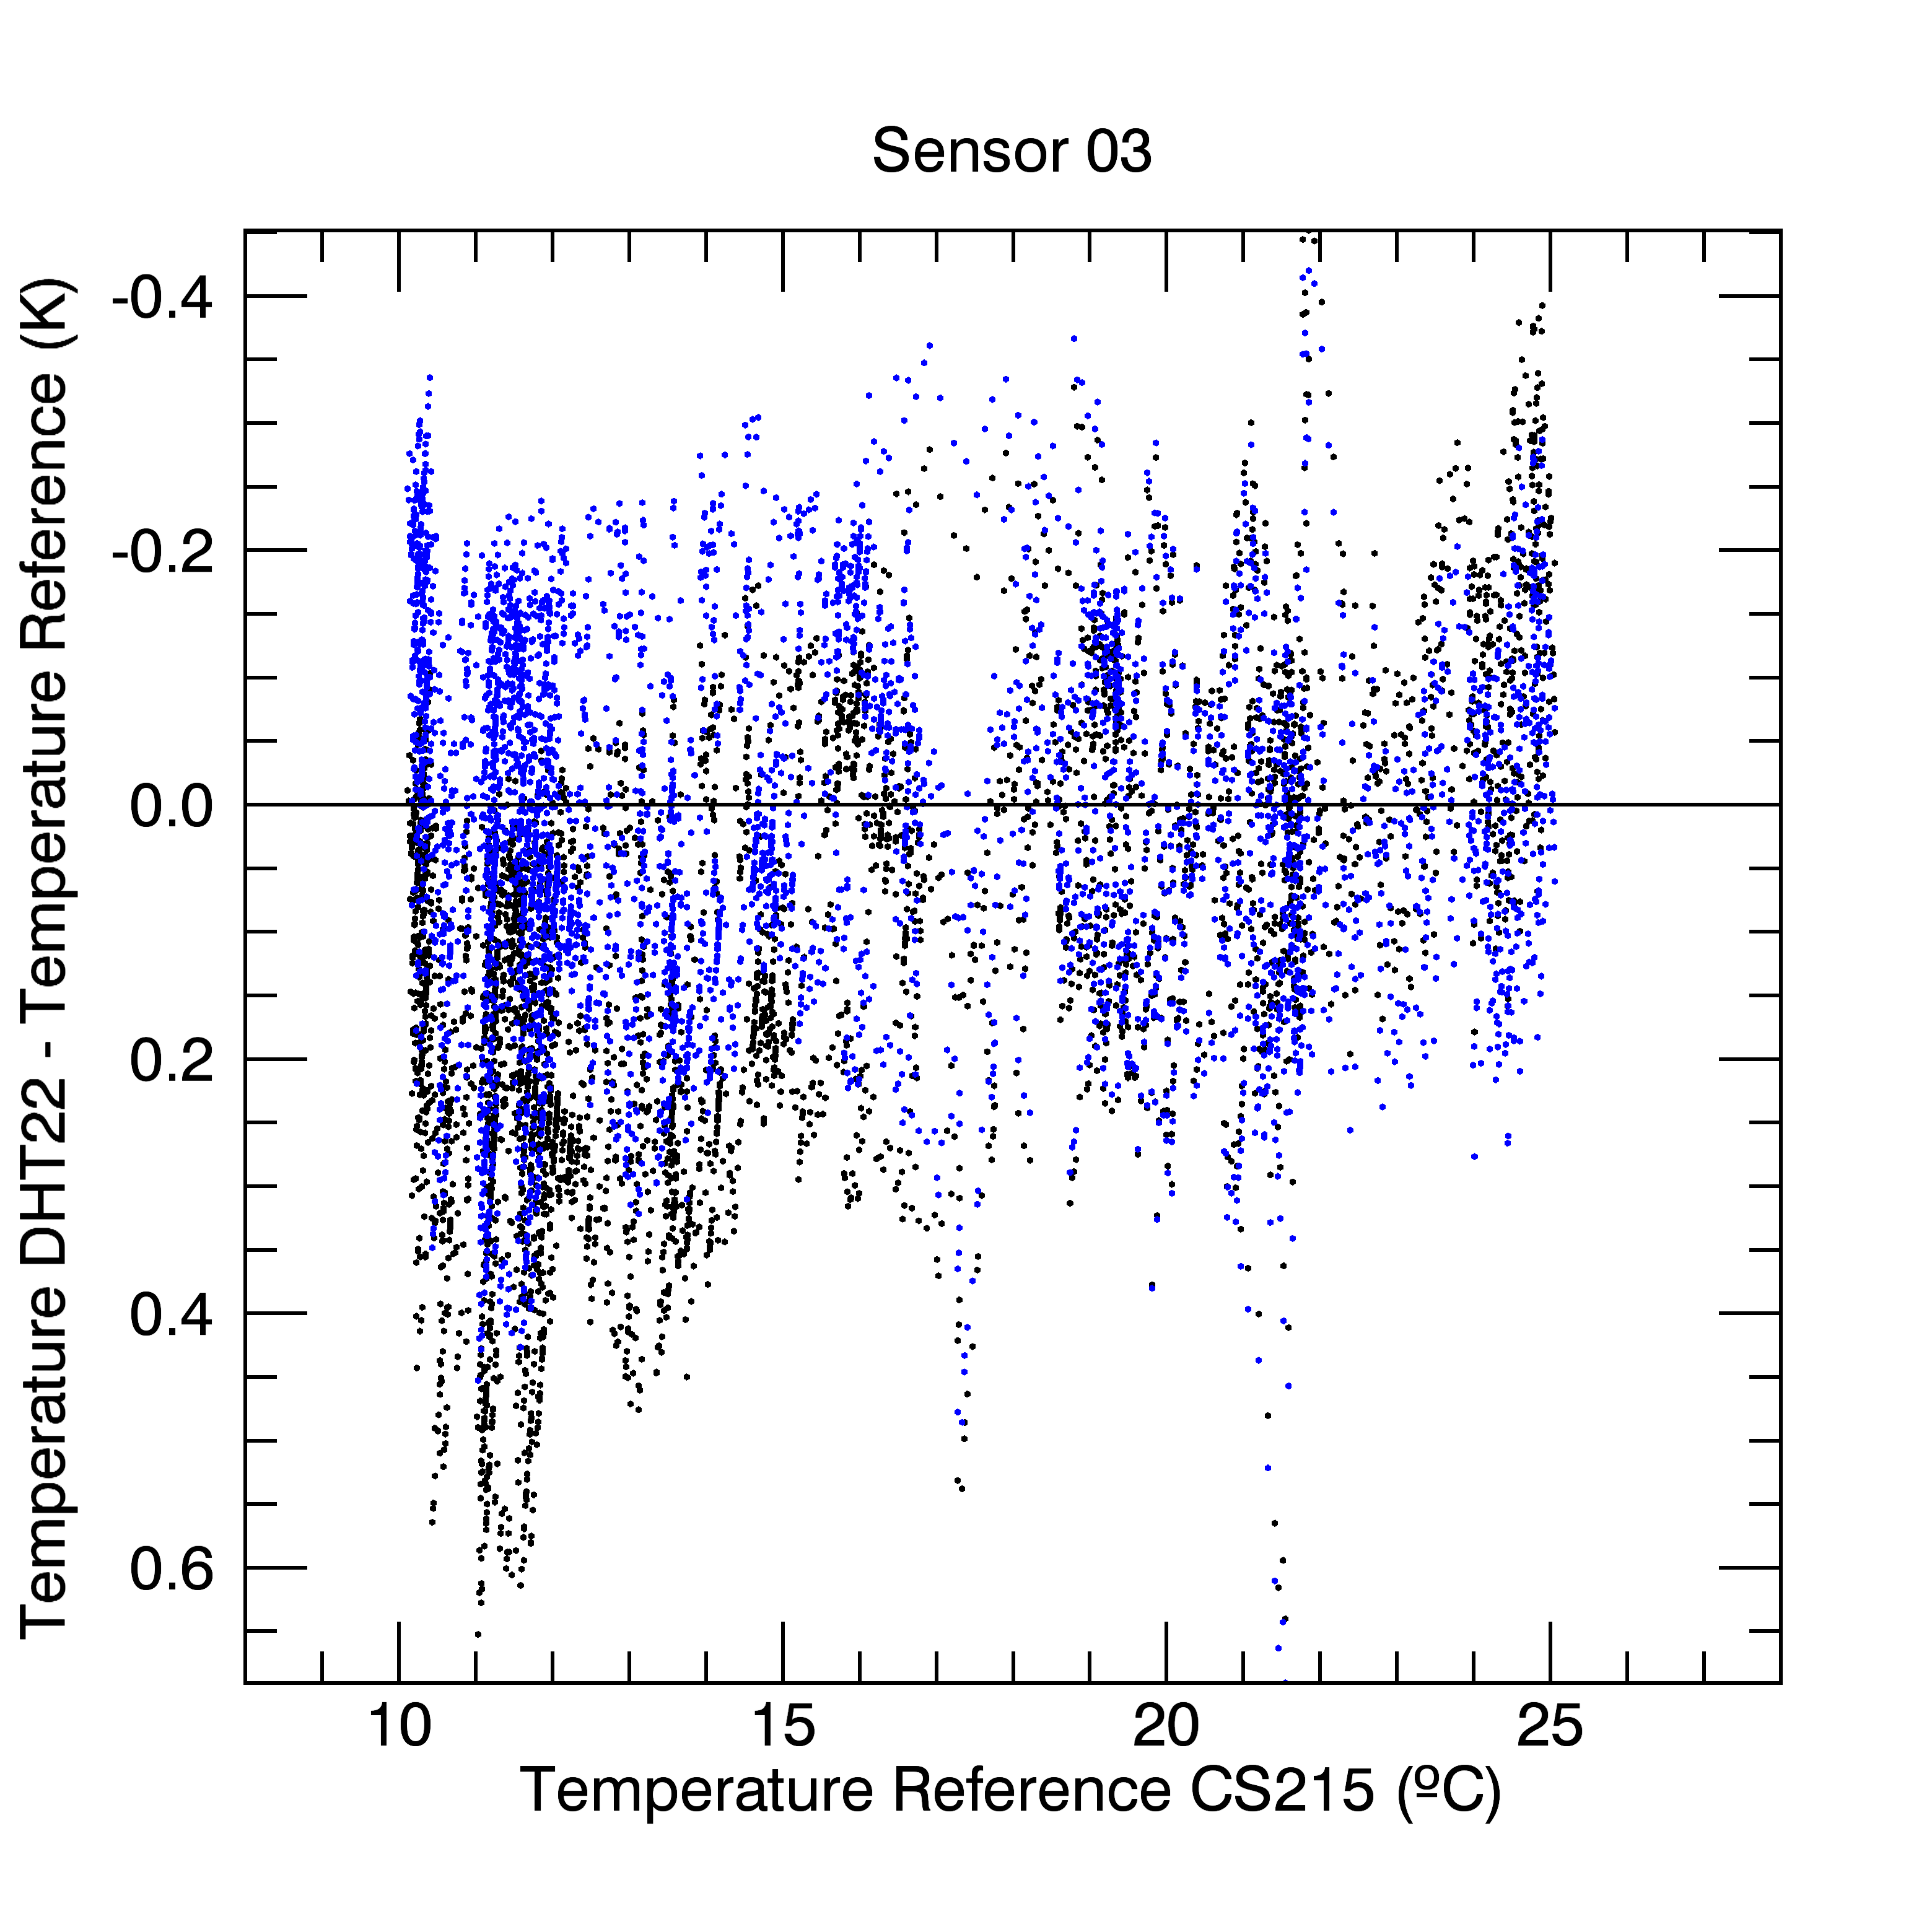 Sensor 03
Temperature DHT22 - Temperature Reference (K)
-0.4
-0.2
0.0
0.2
0.4
0.6
10 15 20 25
Temperature Reference CS215 (ºC)